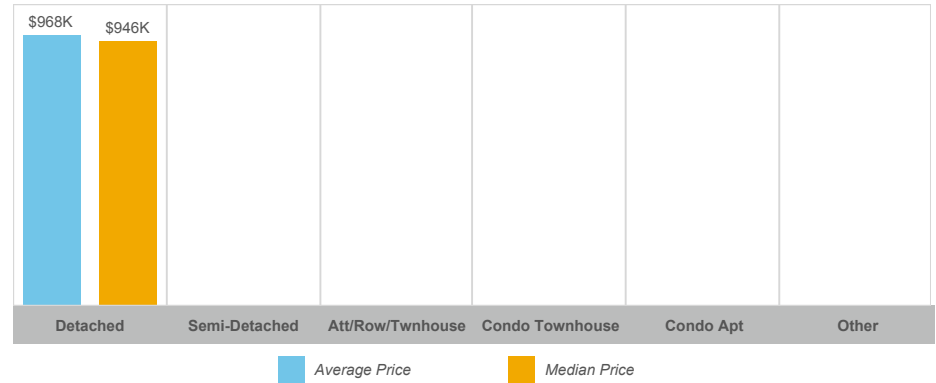 $968K
$946K
Detached
Semi-Detached
Att/Row/Twnhouse
Condo Townhouse
Condo Apt
Other
Average Price
Median Price